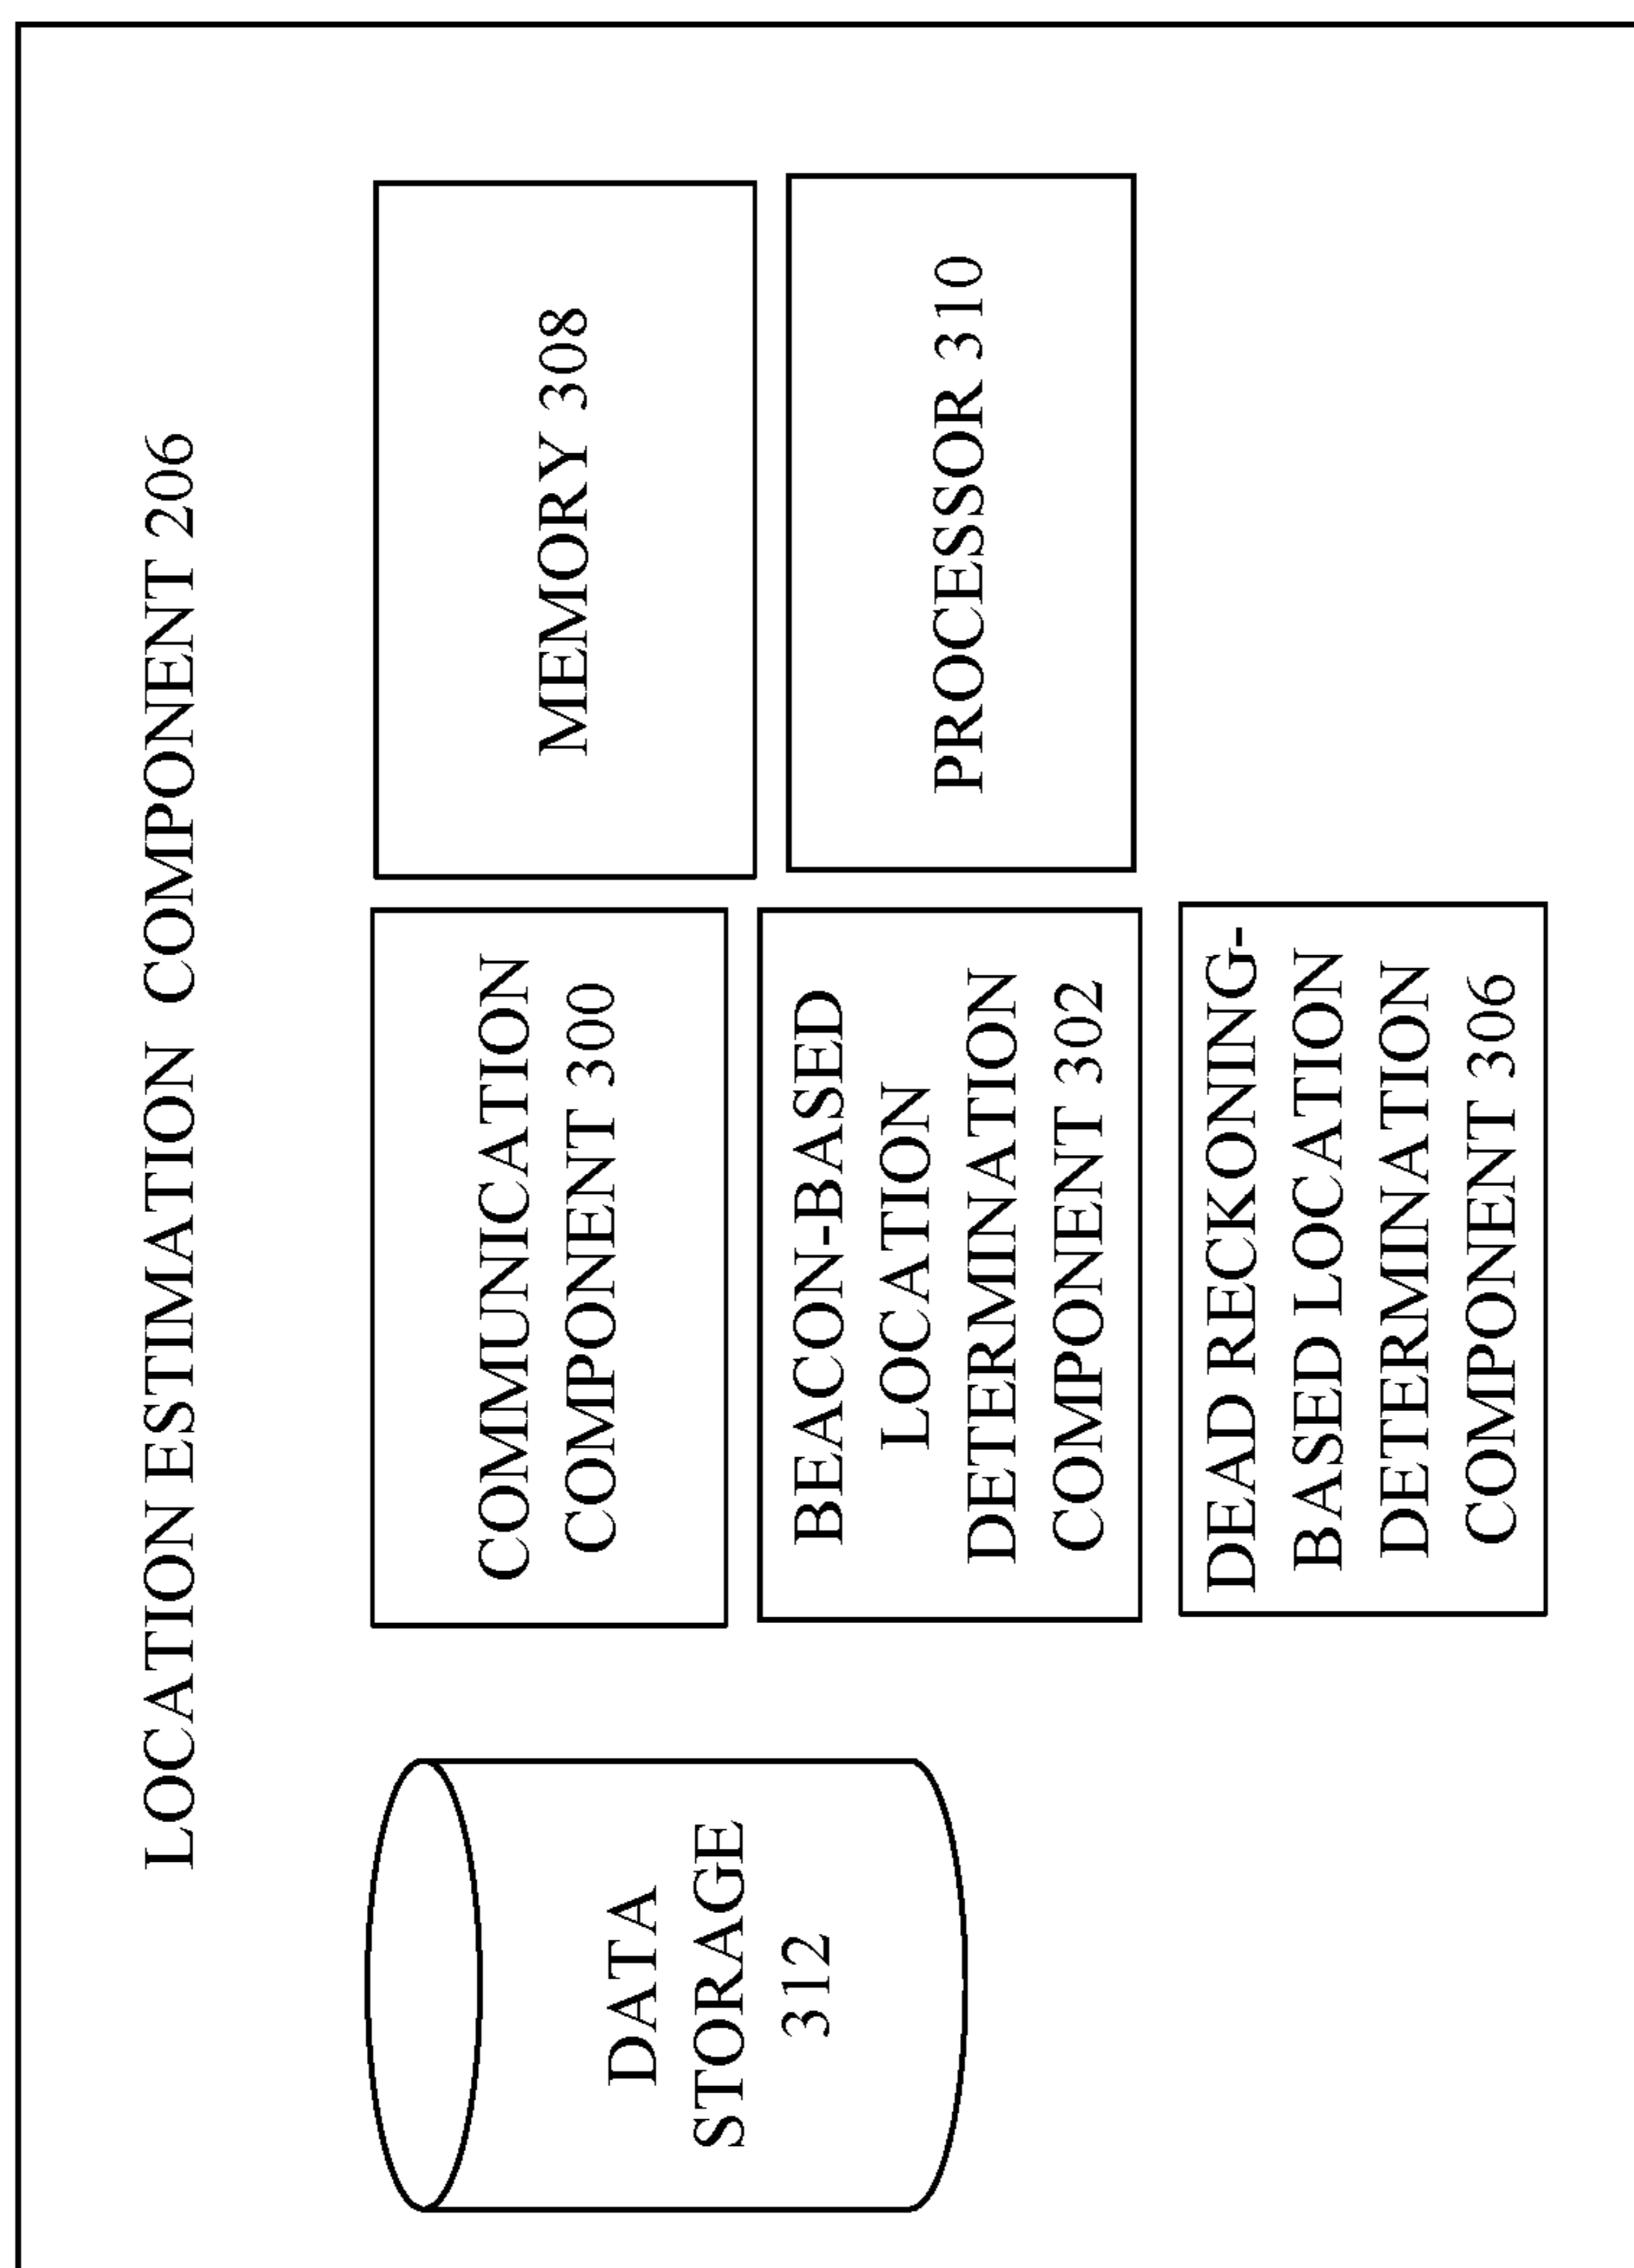 LOCATION ESTIMATION COMPONENT 206
DATA
STORAGE
312
COMMUNICATION
COMPONENT 300
BEACON-BASED
LOCATION
DETERMINATION
COMPONENT 302
DEAD RECKONING-
BASED LOCATION
DETERMINATION
COMPONENT 306
MEMORY 308
PROCESSOR 310